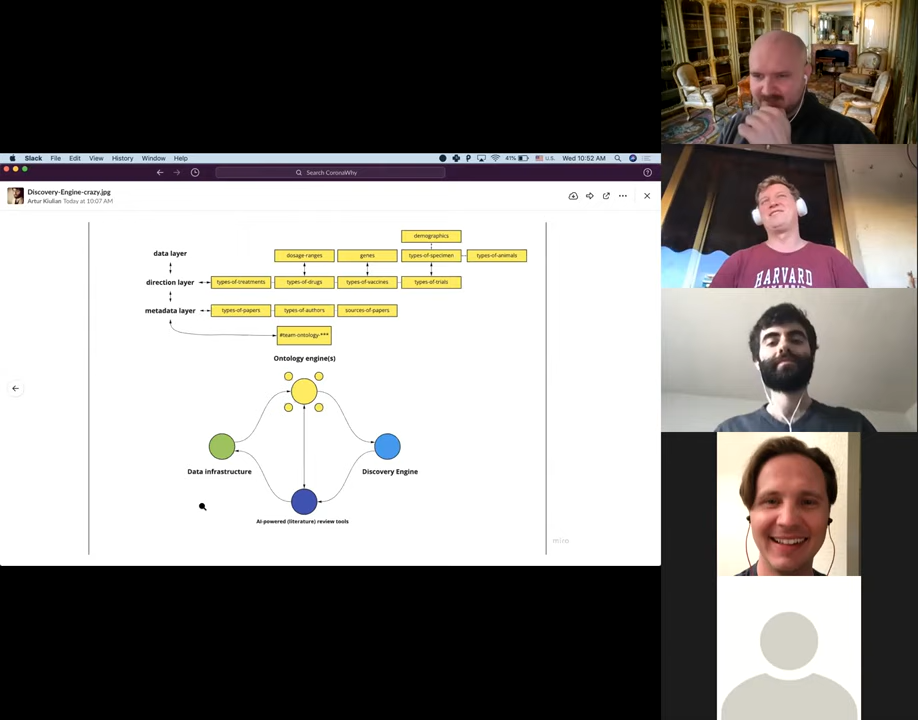 Slack File Edit View History Window Help
41% U.S. Wed 10:52 AM
Search CoronaWhy
Discovery-Engine-crazy.jpg
Artur Kiulian Today at 10:07 AM
demographics
data layer
dosage-ranges genes types-of-specimen types-of-animals
direction layer types-of-treatments types-of-drugs types-of-vaccines types-of-trials
metadata layer types-of-papers types-of-authors sources-of-papers
#team-ontology-***
Ontology engine(s)
Data infrastructure Discovery Engine
AI-powered (literature) review tools
miro
HARVARD